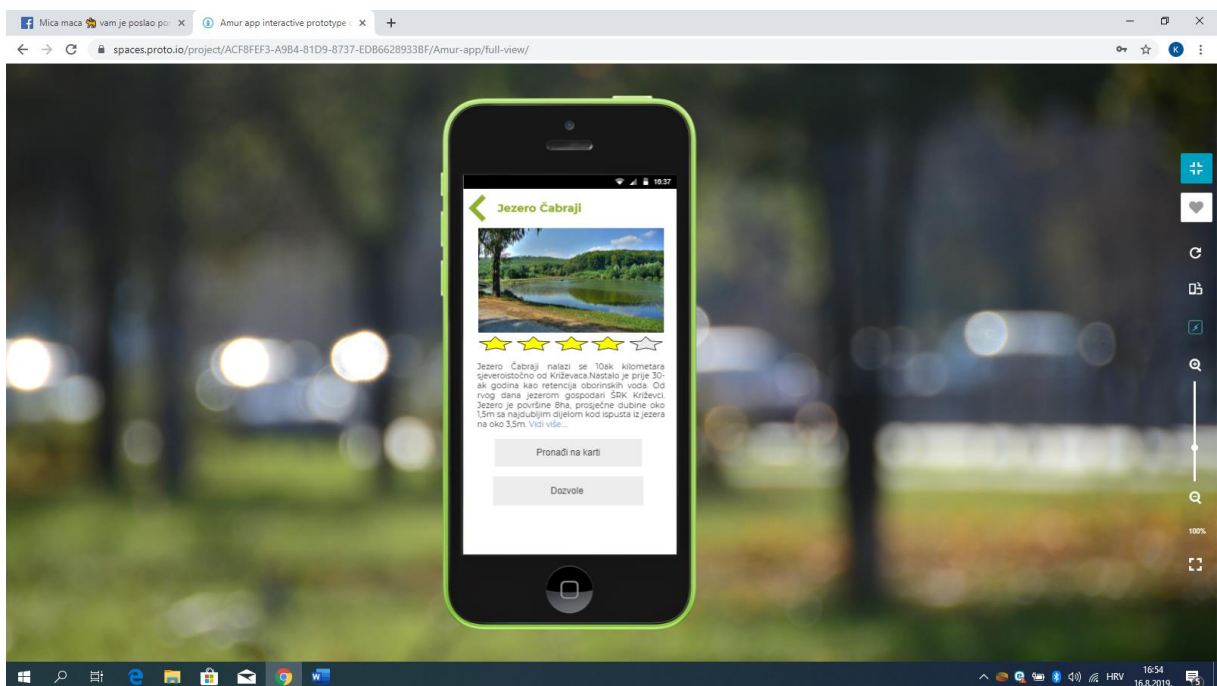 Mica maca vam je poslao po
Amur app interactive prototype
spaces.proto.io/project/ACF8FEF3-A9B4-81D9-8737-EDB6628933BF/Amur-app/full-view/
K
16:37
Jezero Čabraji
Jezero Čabraji nalazi se 10ak kilometara
sjeveroistočno od Križevaca.Nastalo je prije 30-
ak godina kao retencija oborinskih voda. Od
rvog dana jezerom gospodari ŠRK Križevci.
Jezero je površine 8ha, prosječne dubine oko
1,5m sa najdubljim dijelom kod ispusta iz jezera
na oko 3,5m. Vidi više...
Pronađi na karti
Dozvole
100%
HRV
16:54
16.8.2019.
5